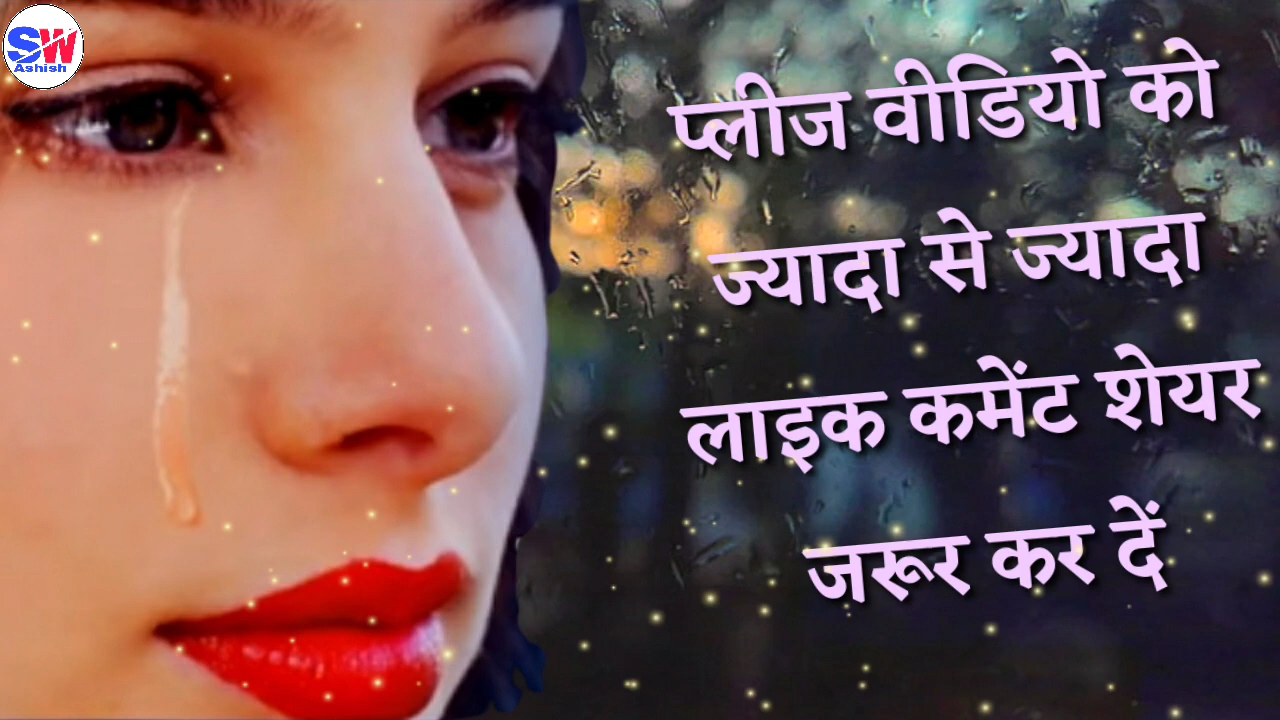 SW
Ashish
प्लीज वीडियो को
ज्यादा से ज्यादा
लाइक कमेंट शेयर
जरूर कर दें